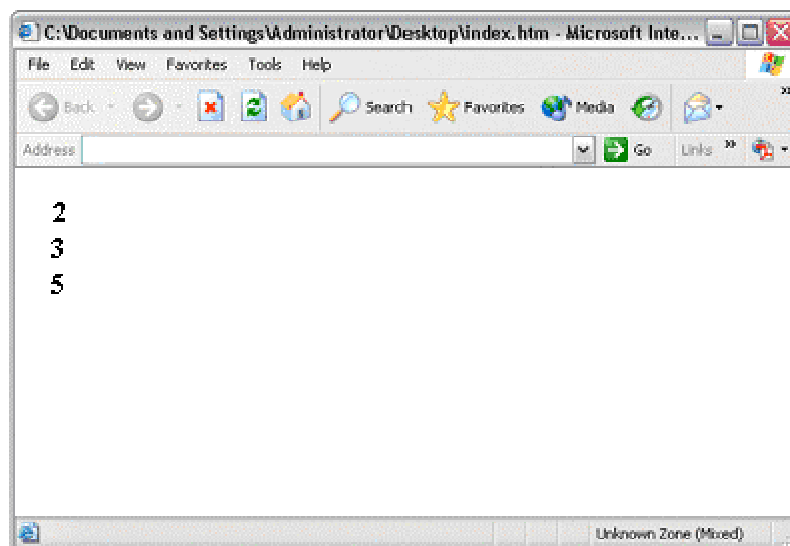 C:\Documents and Settings\Administrator\Desktop\index.htm - Microsoft Inte...
File Edit View Favorites Tools Help
Back Search Favorites Media »
Address Go Links »
2
3
5
Unknown Zone (Mixed)